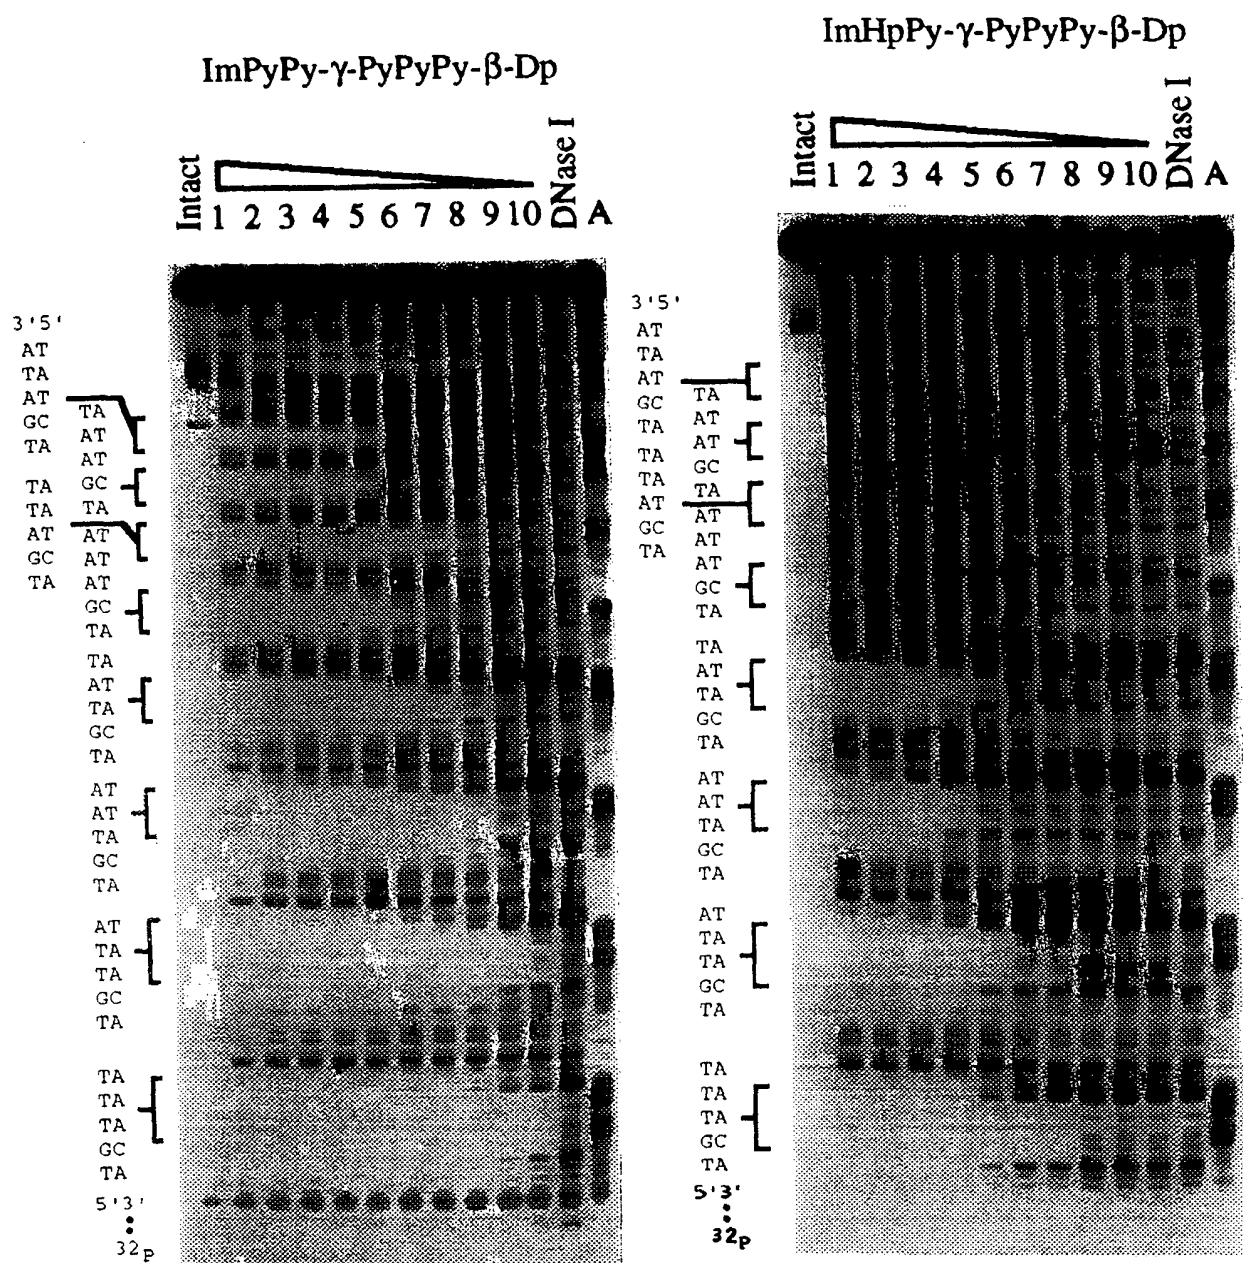 ImPyPy-γ-PyPyPy-β-Dp
Intact
1 2 3 4 5 6 7 8 9 10
DNase I
A
3'5'
AT
TA
AT
GC
TA
TA
TA
AT
GC
TA
TA
AT
AT
GC
TA
AT
AT
AT
GC
TA
TA
AT
TA
GC
TA
AT
AT
TA
GC
TA
AT
TA
TA
GC
TA
TA
TA
TA
GC
TA
5'3'
:
32P
ImHpPy-γ-PyPyPy-β-Dp
Intact
1 2 3 4 5 6 7 8 9 10
DNase I
A
3'5'
AT
TA
AT
GC
TA
TA
TA
AT
GC
TA
TA
AT
AT
GC
TA
AT
AT
AT
GC
TA
TA
AT
TA
GC
TA
AT
AT
TA
GC
TA
AT
TA
TA
GC
TA
TA
TA
TA
GC
TA
5'3'
:
32P